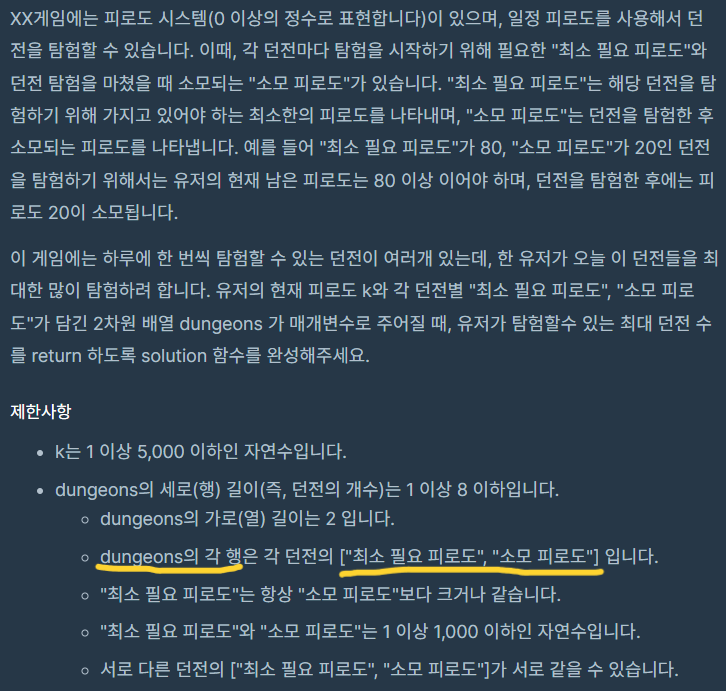 XX게임에는 피로도 시스템(0 이상의 정수로 표현합니다)이 있으며, 일정 피로도를 사용해서 던
전을 탐험할 수 있습니다. 이때, 각 던전마다 탐험을 시작하기 위해 필요한 "최소 필요 피로도"와
던전 탐험을 마쳤을 때 소모되는 "소모 피로도"가 있습니다. "최소 필요 피로도"는 해당 던전을 탐
험하기 위해 가지고 있어야 하는 최소한의 피로도를 나타내며, "소모 피로도"는 던전을 탐험한 후
소모되는 피로도를 나타냅니다. 예를 들어 "최소 필요 피로도"가 80, "소모 피로도"가 20인 던전
을 탐험하기 위해서는 유저의 현재 남은 피로도는 80 이상 이어야 하며, 던전을 탐험한 후에는 피
로도 20이 소모됩니다.
이 게임에는 하루에 한 번씩 탐험할 수 있는 던전이 여러개 있는데, 한 유저가 오늘 이 던전들을 최
대한 많이 탐험하려 합니다. 유저의 현재 피로도 k와 각 던전별 "최소 필요 피로도", "소모 피로
도"가 담긴 2차원 배열 dungeons 가 매개변수로 주어질 때, 유저가 탐험할수 있는 최대 던전 수
를 return 하도록 solution 함수를 완성해주세요.
제한사항
• k는 1 이상 5,000 이하인 자연수입니다.
• dungeons의 세로(행) 길이(즉, 던전의 개수)는 1 이상 8 이하입니다.
◦ dungeons의 가로(열) 길이는 2 입니다.
◦ dungeons의 각 행은 각 던전의 ["최소 필요 피로도", "소모 피로도"] 입니다.
◦ "최소 필요 피로도"는 항상 "소모 피로도"보다 크거나 같습니다.
◦ "최소 필요 피로도"와 "소모 피로도"는 1 이상 1,000 이하인 자연수입니다.
◦ 서로 다른 던전의 ["최소 필요 피로도", "소모 피로도"]가 서로 같을 수 있습니다.